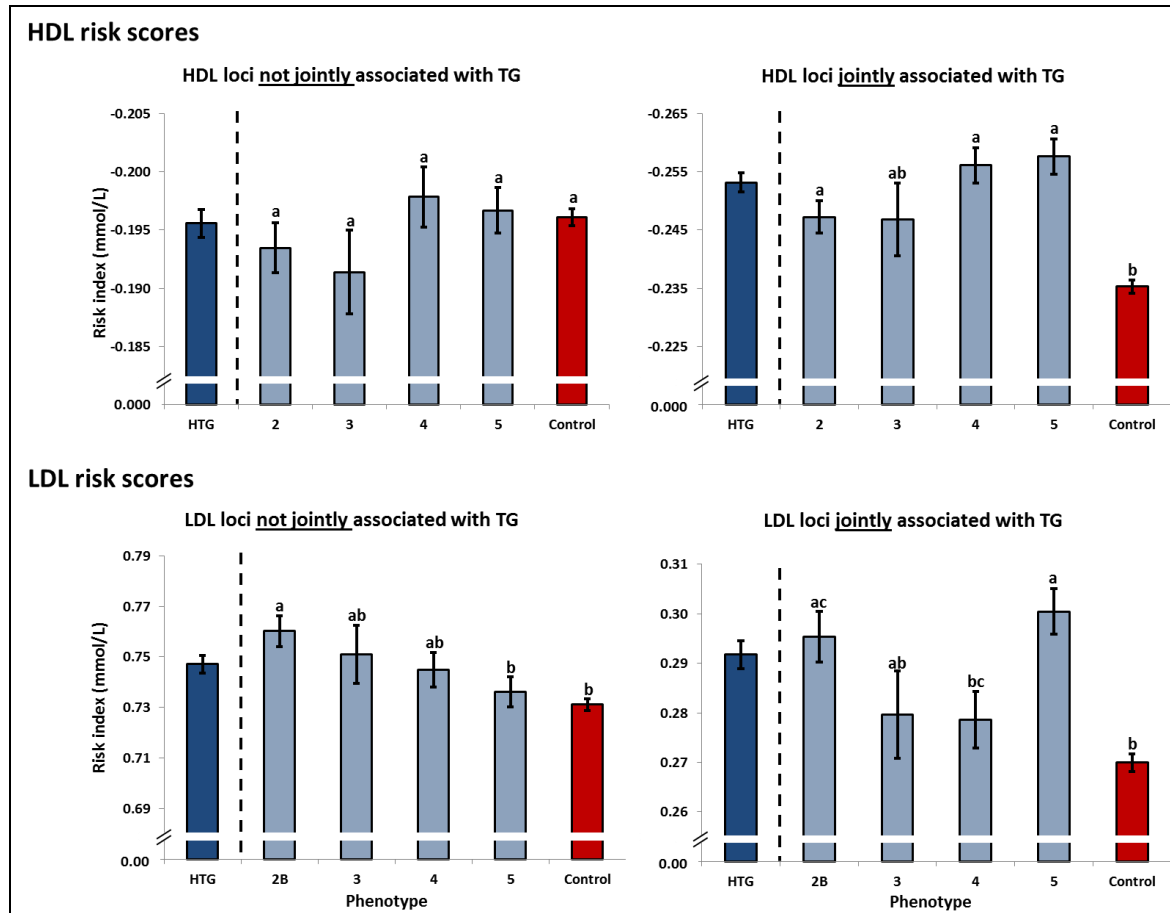 HDL risk scores
HDL loci not jointly associated with TG
Risk index (mmol/L)
-0.205
-0.200
-0.195
-0.190
-0.185
0.000
a
a
a
a
a
HTG
2
3
4
5
Control
HDL loci jointly associated with TG
-0.265
-0.255
-0.245
-0.235
-0.225
0.000
a
ab
a
a
b
HTG
2
3
4
5
Control
LDL risk scores
LDL loci not jointly associated with TG
Risk index (mmol/L)
0.79
0.77
0.75
0.73
0.71
0.69
0.00
a
ab
ab
b
b
HTG
2B
3
4
5
Control
Phenotype
LDL loci jointly associated with TG
0.31
0.30
0.29
0.28
0.27
0.26
0.00
ac
ab
bc
a
b
HTG
2B
3
4
5
Control
Phenotype